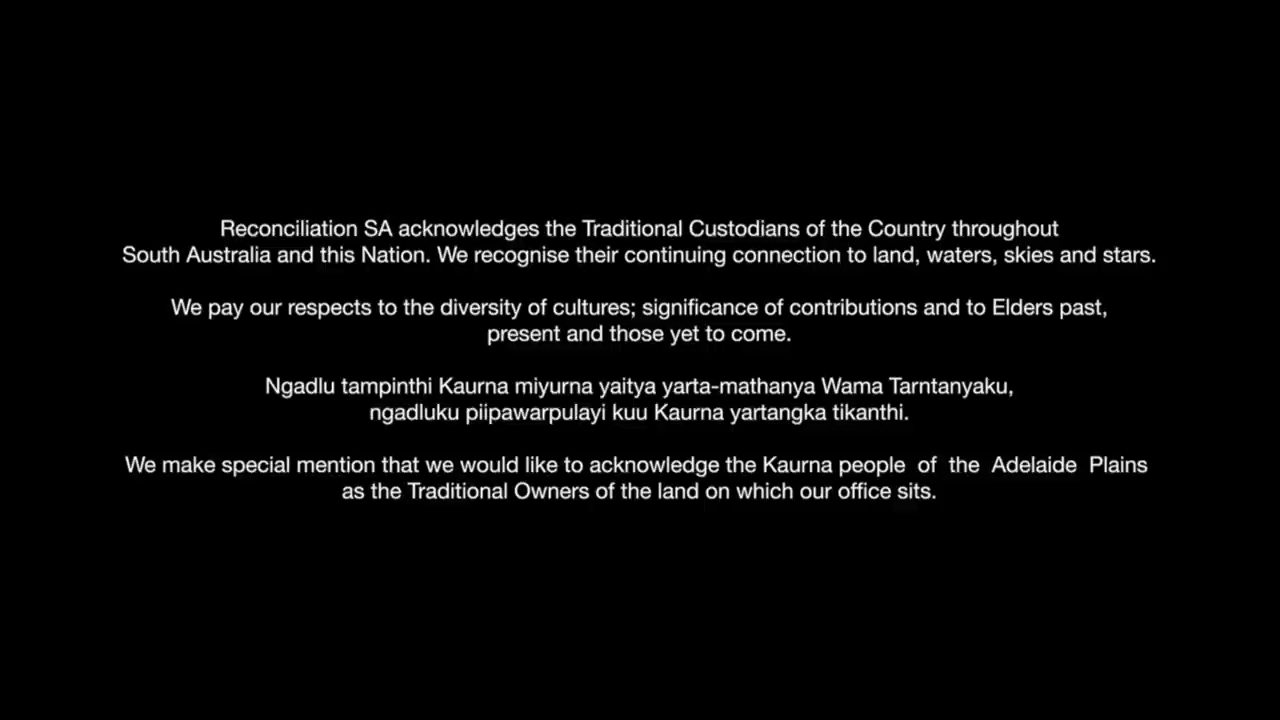 Reconciliation SA acknowledges the Traditional Custodians of the Country throughout
South Australia and this Nation. We recognise their continuing connection to land, waters, skies and stars.
We pay our respects to the diversity of cultures; significance of contributions and to Elders past,
present and those yet to come.
Ngadlu tampinthi Kaurna miyurna yaitya yarta-mathanya Wama Tarntanyaku,
ngadluku piipawarpulayi kuu Kaurna yartangka tikanthi.
We make special mention that we would like to acknowledge the Kaurna people of the Adelaide Plains
as the Traditional Owners of the land on which our office sits.